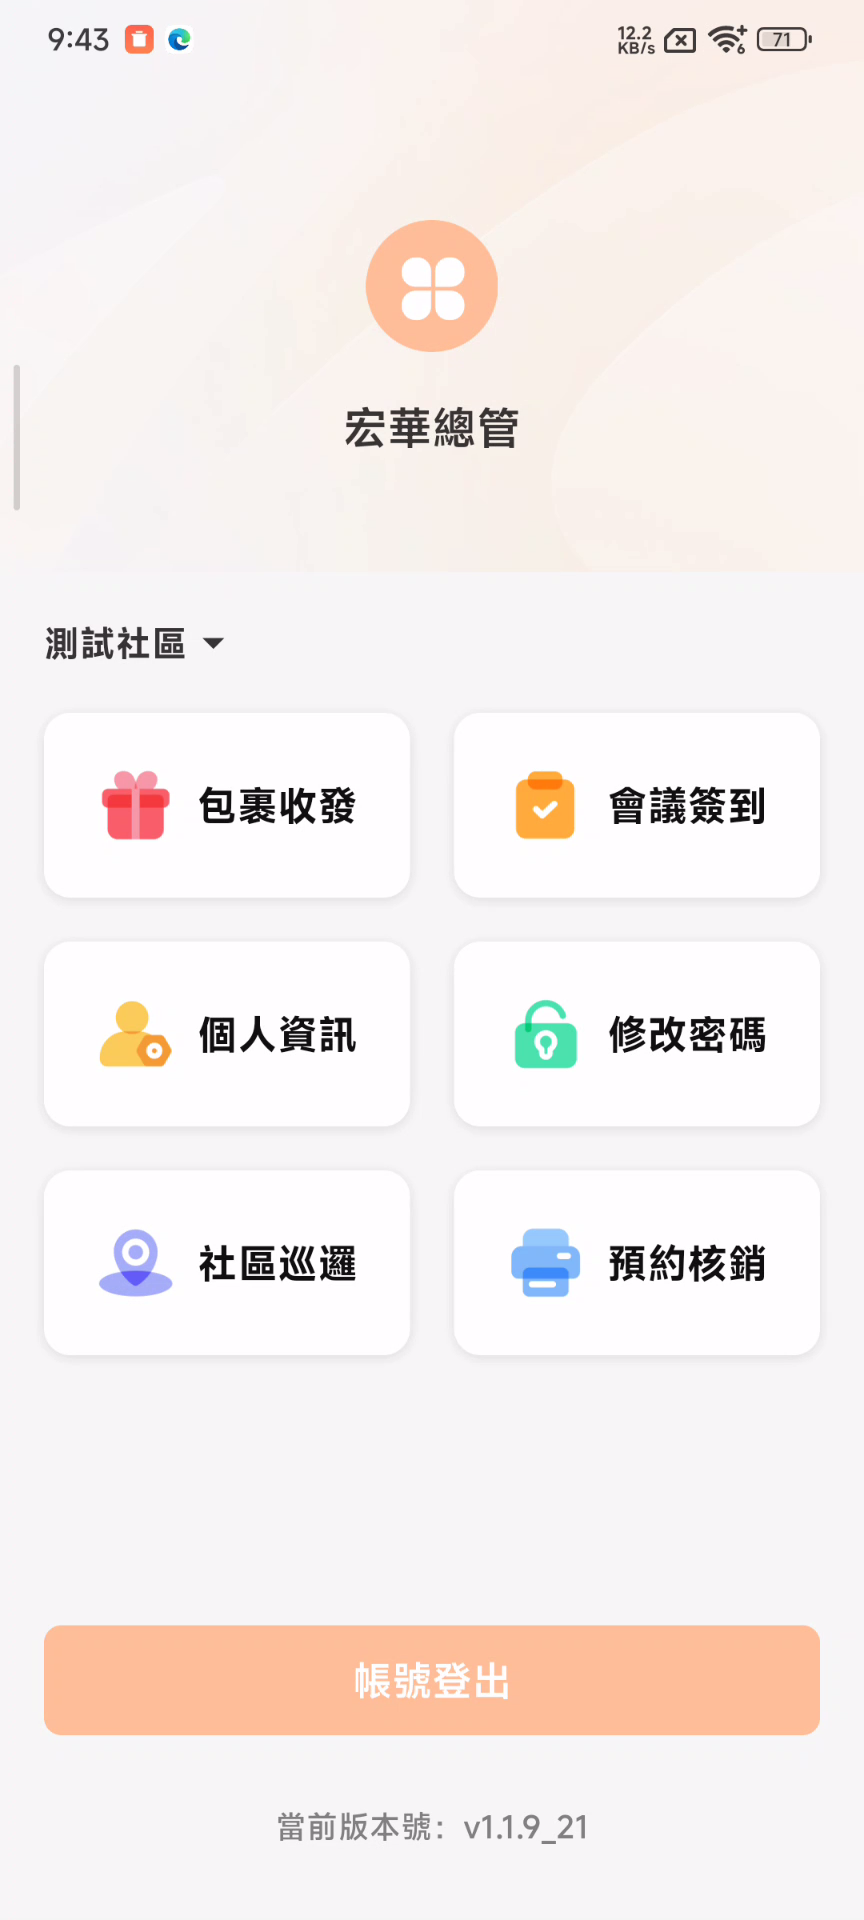 9:43
12.2
KB/s
6
71
宏華總管
測試社區
包裹收發
會議簽到
個人資訊
修改密碼
社區巡邏
預約核銷
帳號登出
當前版本號：v1.1.9_21